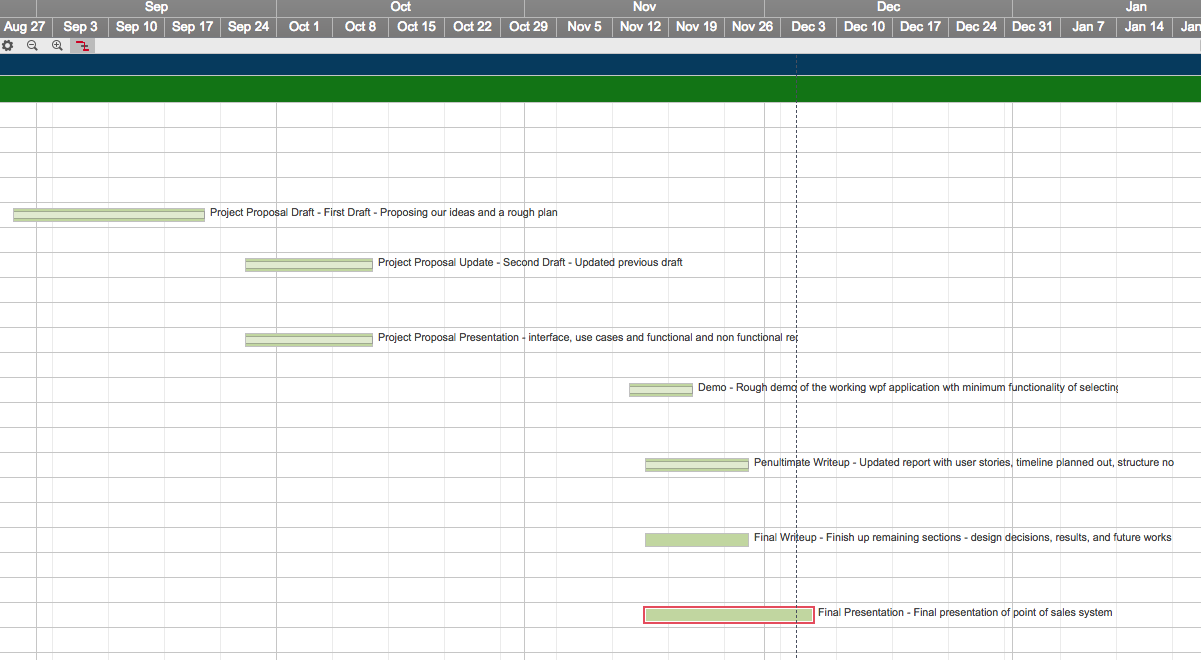 Sep Oct Nov Dec Jan
Aug 27 Sep 3 Sep 10 Sep 17 Sep 24 Oct 1 Oct 8 Oct 15 Oct 22 Oct 29 Nov 5 Nov 12 Nov 19 Nov 26 Dec 3 Dec 10 Dec 17 Dec 24 Dec 31 Jan 7 Jan 14 Jan
Project Proposal Draft - First Draft - Proposing our ideas and a rough plan
Project Proposal Update - Second Draft - Updated previous draft
Project Proposal Presentation - interface, use cases and functional and non functional re
Demo - Rough demo of the working wpf application wth minimum functionality of selecting
Penultimate Writeup - Updated report with user stories, timeline planned out, structure no
Final Writeup - Finish up remaining sections - design decisions, results, and future works
Final Presentation - Final presentation of point of sales system